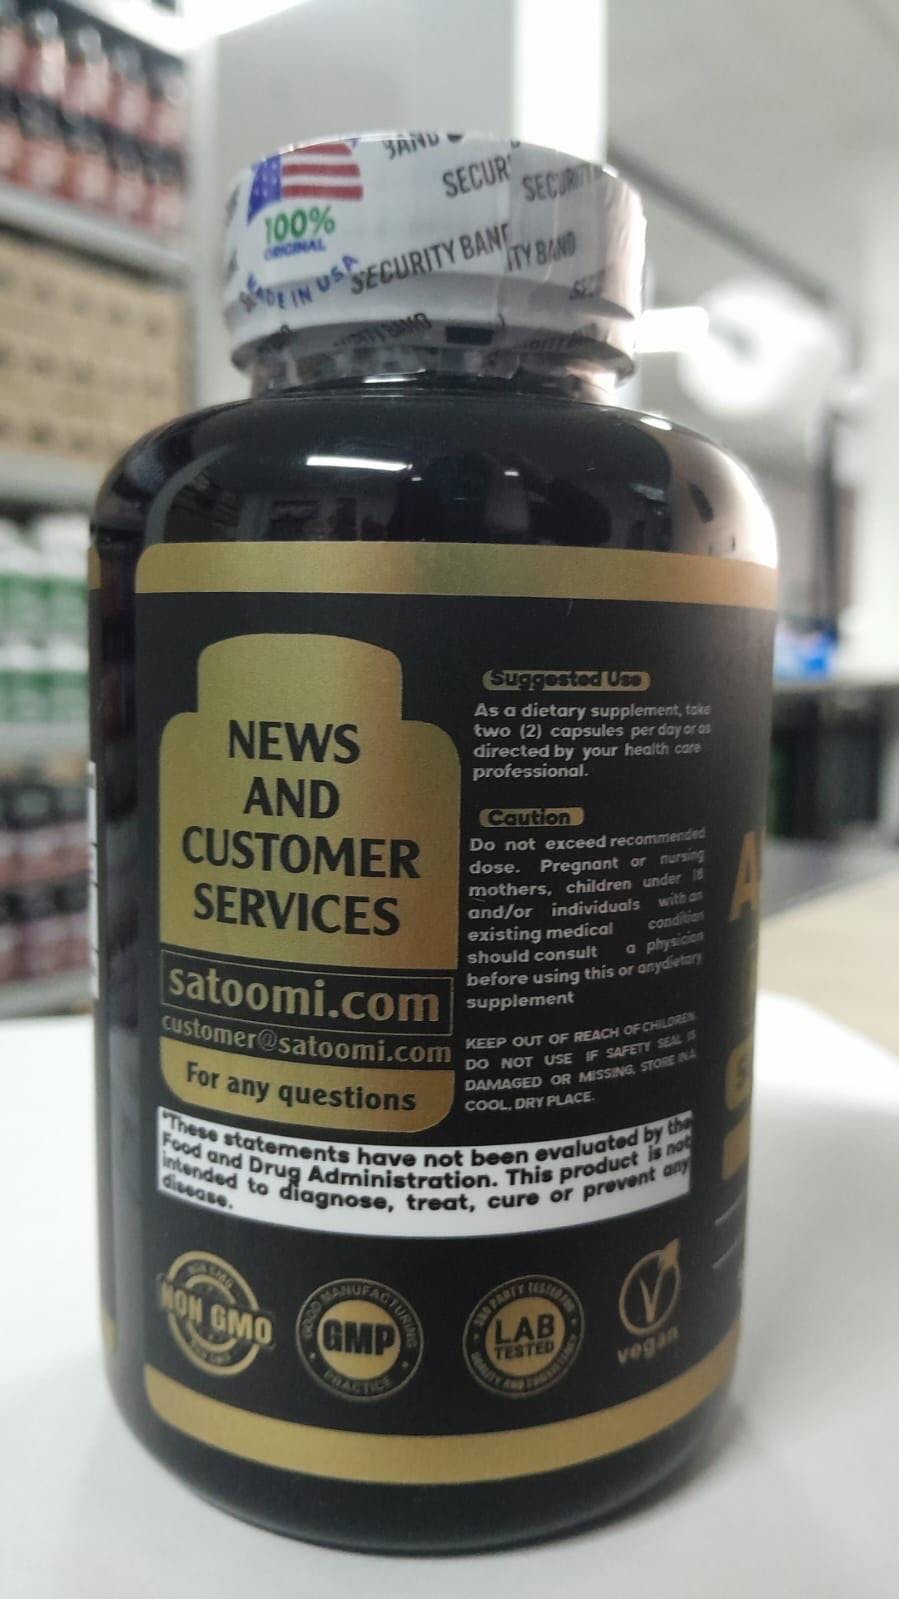 BAND
SECURITY
100%
ORIGINAL
MADE IN USA
SECURITY BAND
ITY BAND
NEWS
AND
CUSTOMER
SERVICES
satoomi.com
customer@satoomi.com
For any questions
Suggested Use
As a dietary supplement, take
two (2) capsules per day or as
directed by your health care
professional.
Caution
Do not exceed recommended
dose. Pregnant or nursing
mothers, children under 18
and/or individuals with an
existing medical condition
should consult a physician
before using this or anydietary
supplement
KEEP OUT OF REACH OF CHILDREN.
DO NOT USE IF SAFETY SEAL IS
DAMAGED OR MISSING, STORE IN A
COOL, DRY PLACE.
*These statements have not been evaluated by the
Food and Drug Administration. This product is not
intended to diagnose, treat, cure or prevent any
disease.
NON GMO
GOOD MANUFACTURING
GMP
PRACTICE
3RD PARTY TESTED FOR
LAB
TESTED
vegan